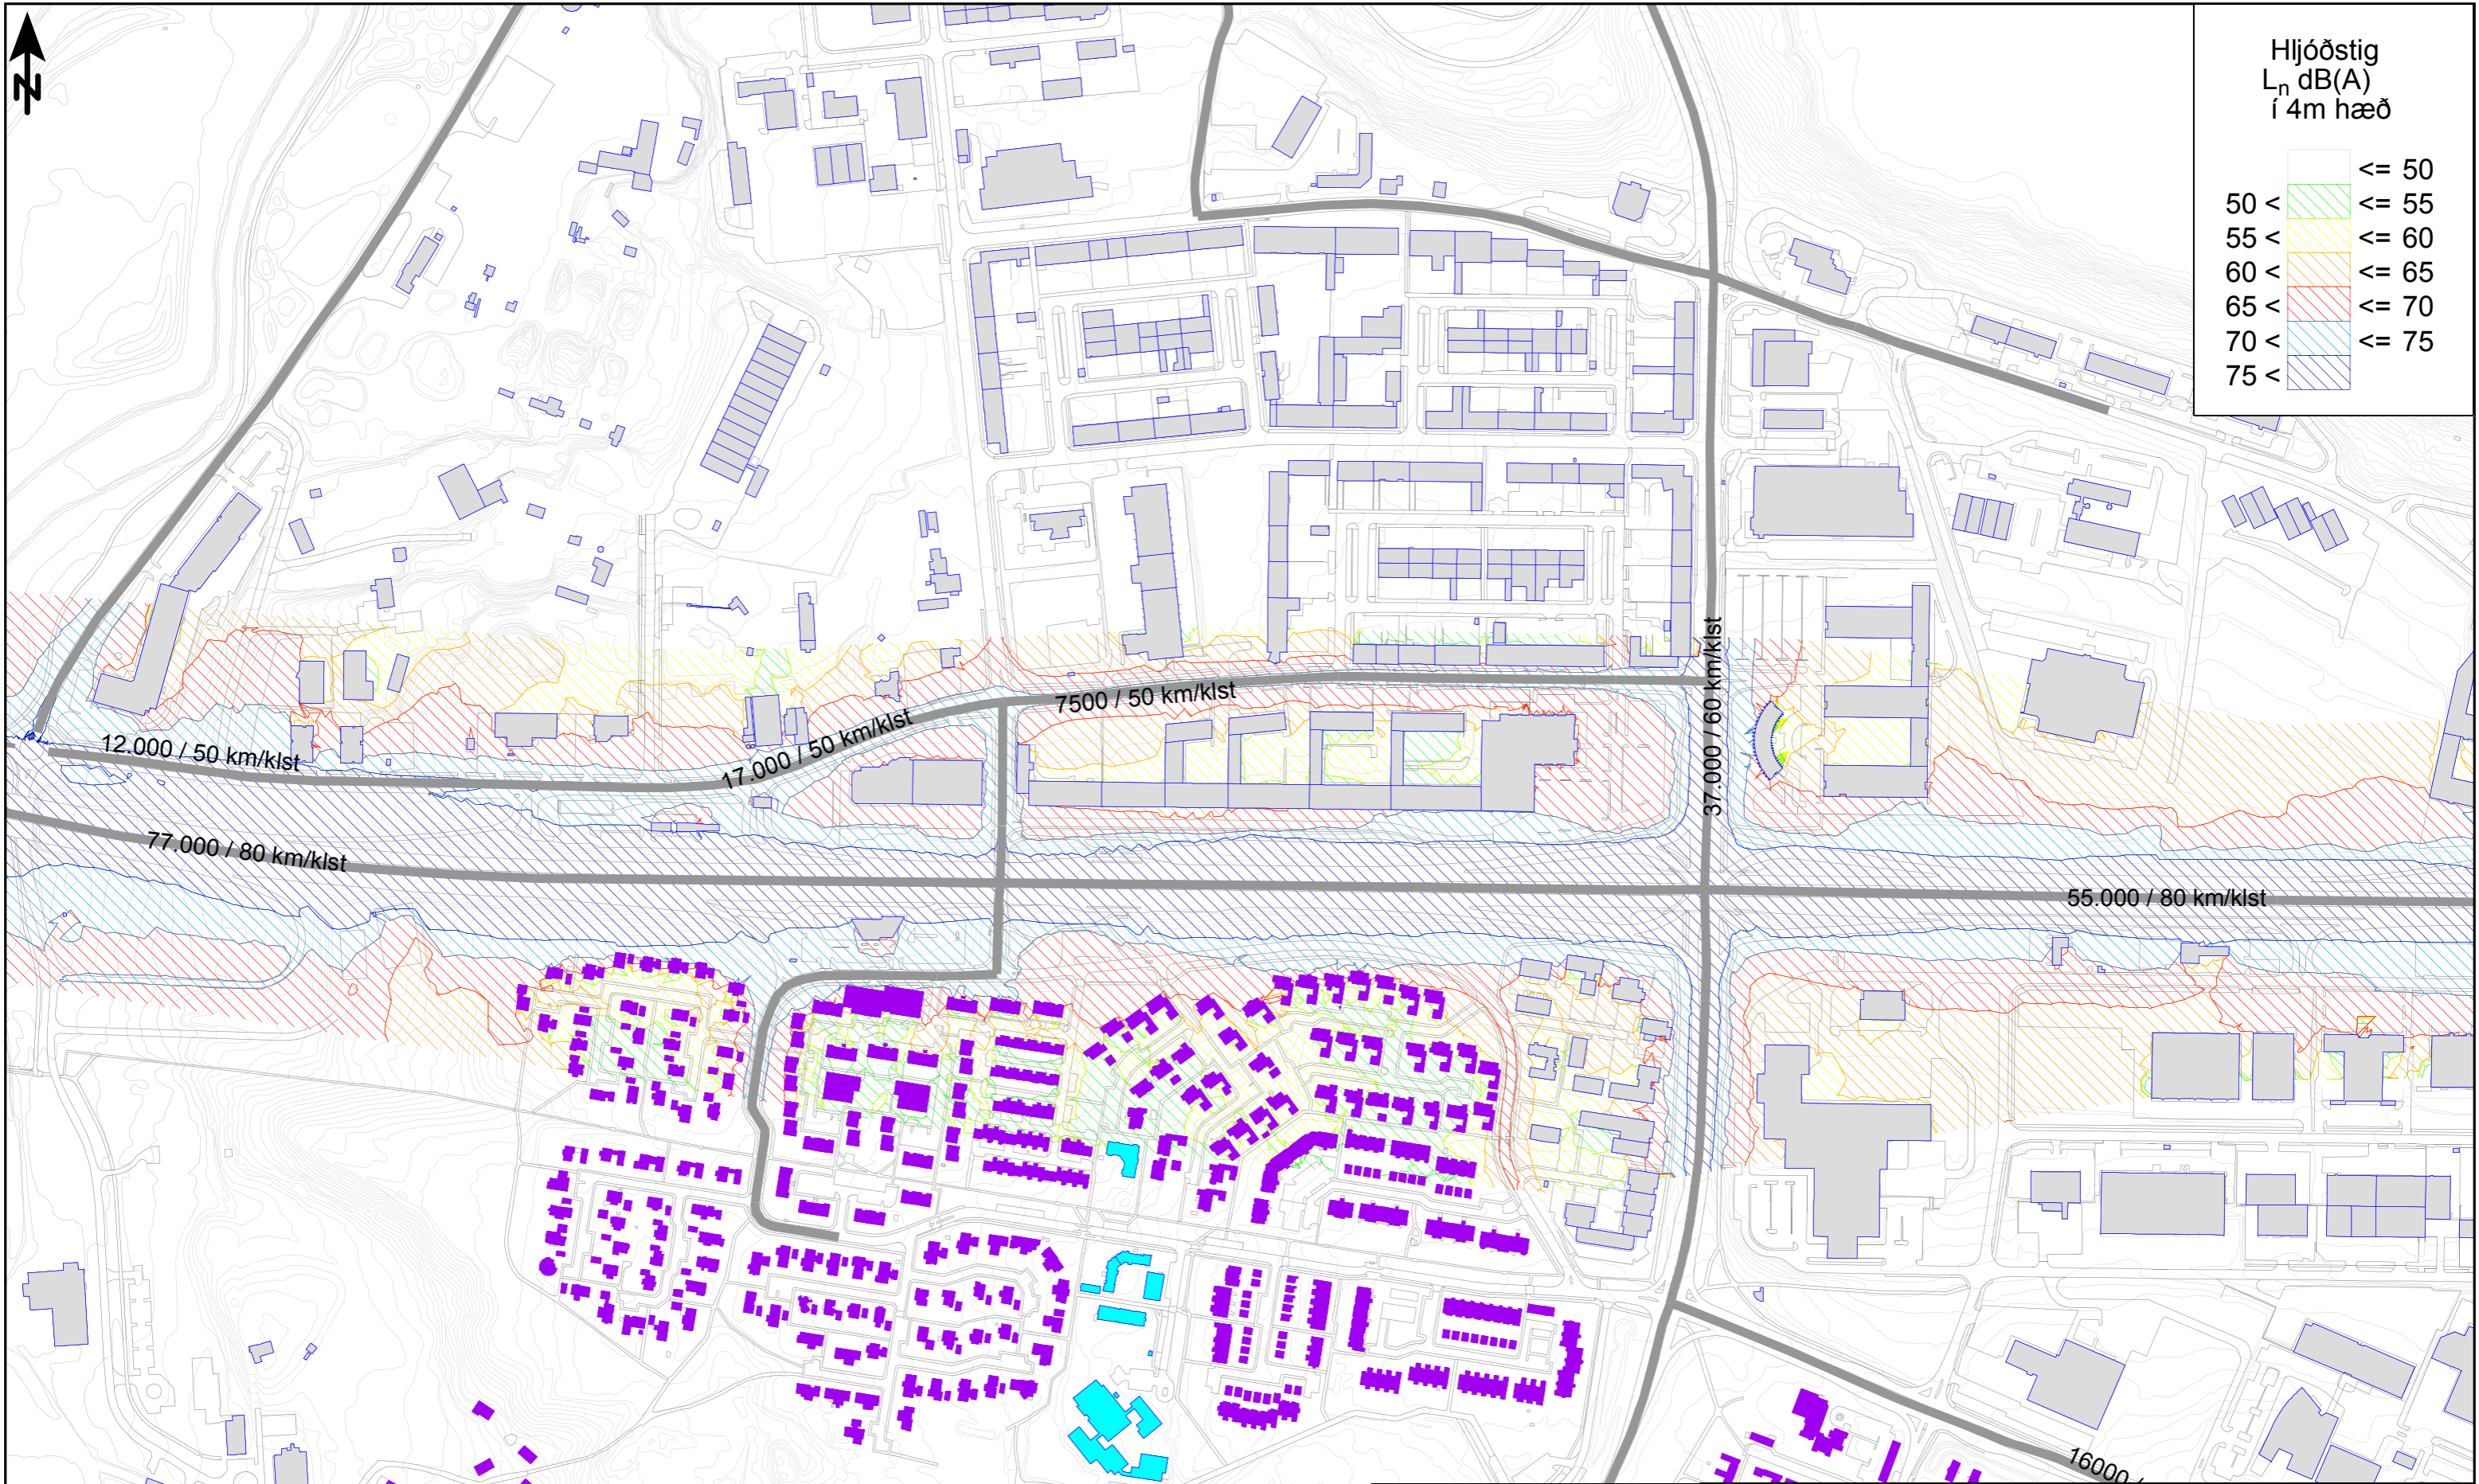 N
Hljóðstig
Ln dB(A)
í 4m hæð
<= 50
50 < <= 55
55 < <= 60
60 < <= 65
65 < <= 70
70 < <= 75
75 <
37.000 / 60 km/klst
7500 / 50 km/klst
17.000 / 50 km/klst
12.000 / 50 km/klst
77.000 / 80 km/klst
55.000 / 80 km/klst
16000 /